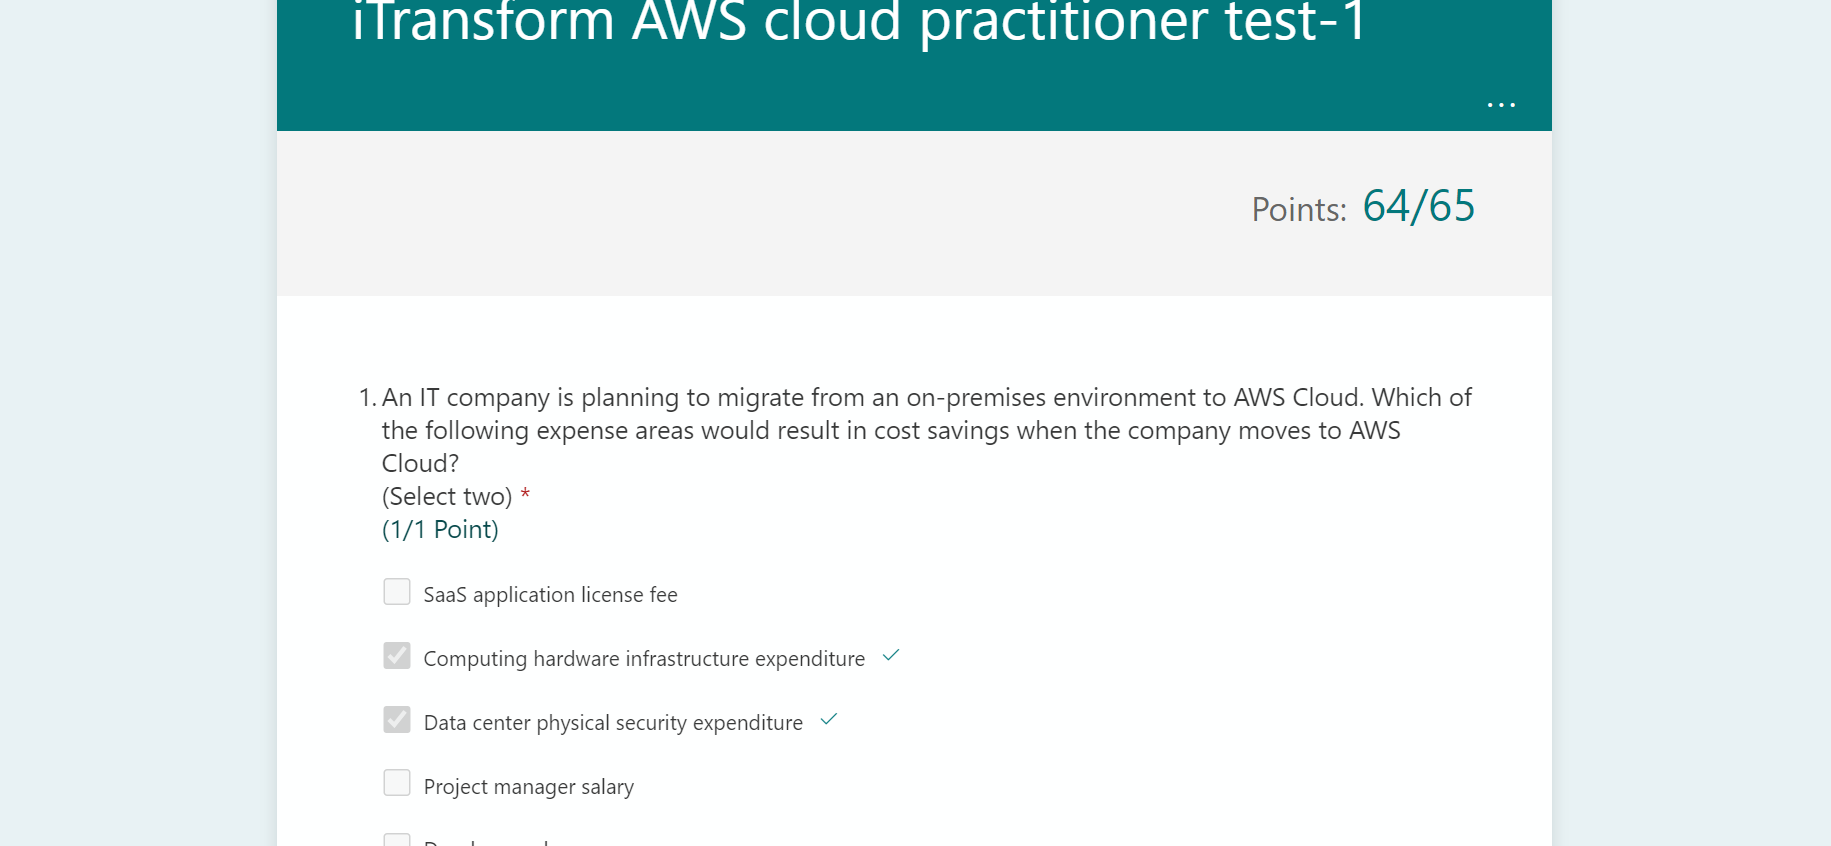 iTransform AWS cloud practitioner test-1
...
Points: 64/65
1. An IT company is planning to migrate from an on-premises environment to AWS Cloud. Which of
the following expense areas would result in cost savings when the company moves to AWS
Cloud?
(Select two) *
(1/1 Point)
SaaS application license fee
Computing hardware infrastructure expenditure
Data center physical security expenditure
Project manager salary